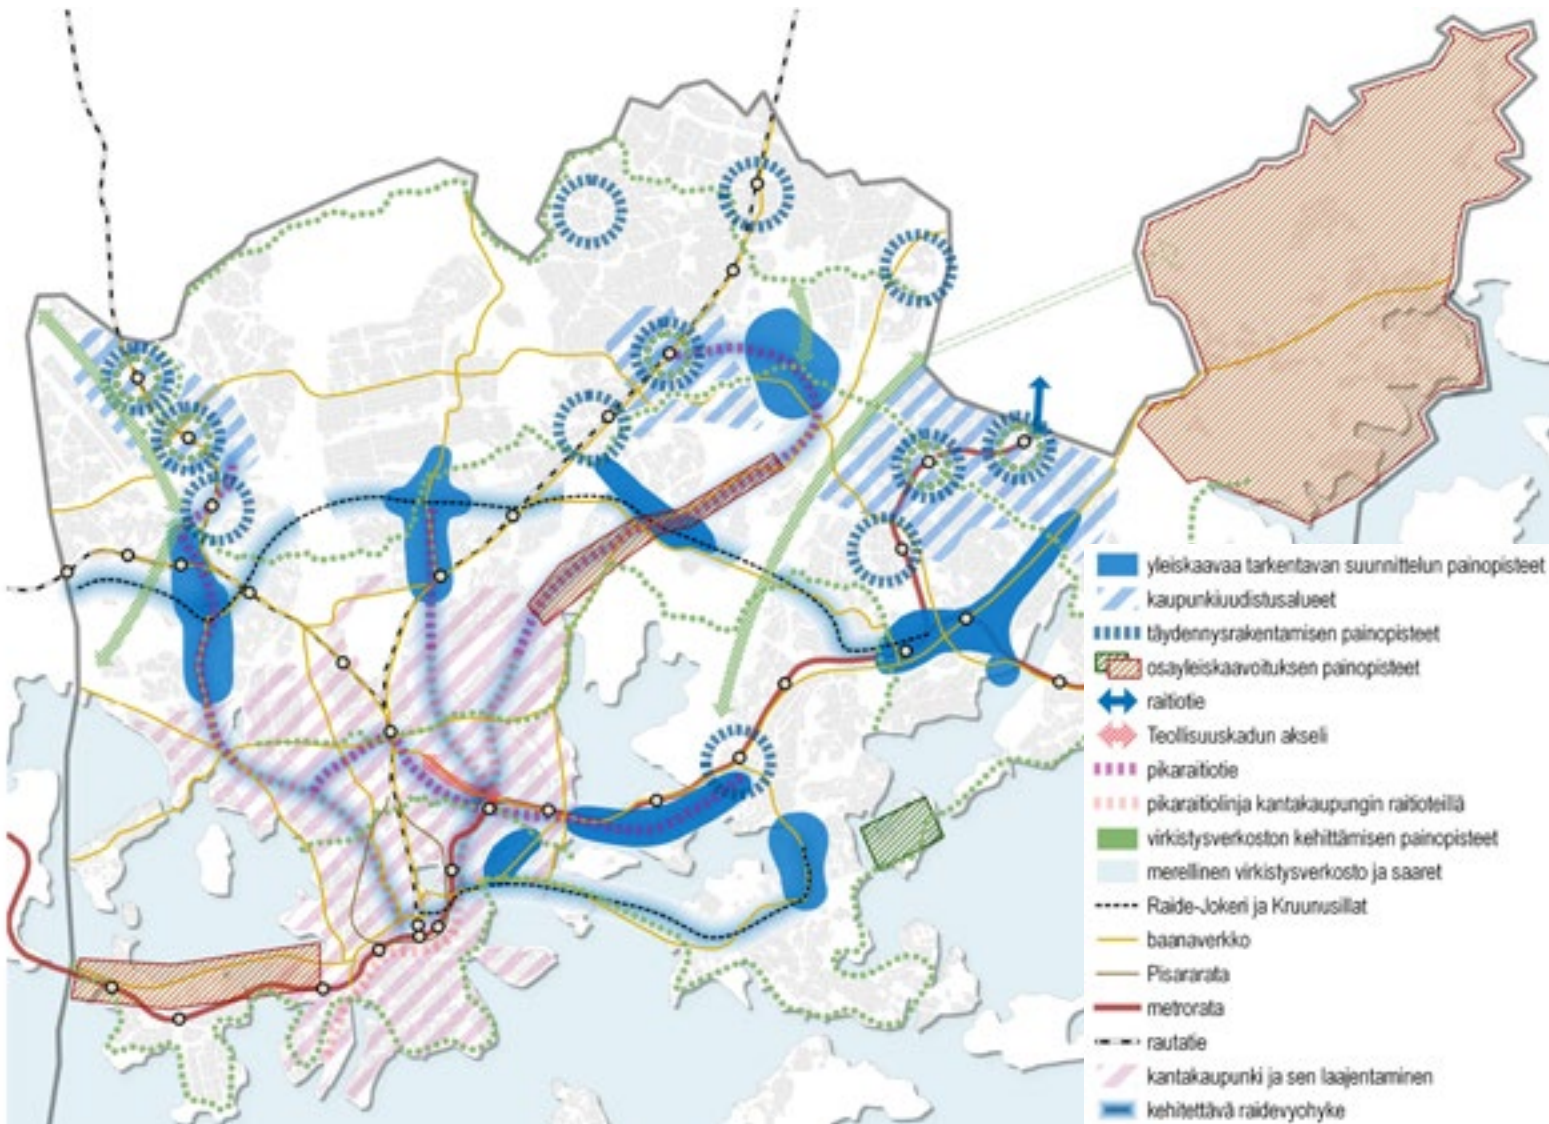 yleiskaavaa tarkentavan suunnittelun painopisteet
kaupunkiuudistusalueet
täydennysrakentamisen painopisteet
osayleiskaavoituksen painopisteet
raitiotie
Teollisuuskadun akseli
pikaraitiotie
pikaraitiolinja kantakaupungin raitioteillä
virkistysverkoston kehittämisen painopisteet
merellinen virkistysverkosto ja saaret
Raide-Jokeri ja Kruunusillat
baanaverkko
Pisararata
metrorata
rautatie
kantakaupunki ja sen laajentaminen
kehitettävä raidevyohyke